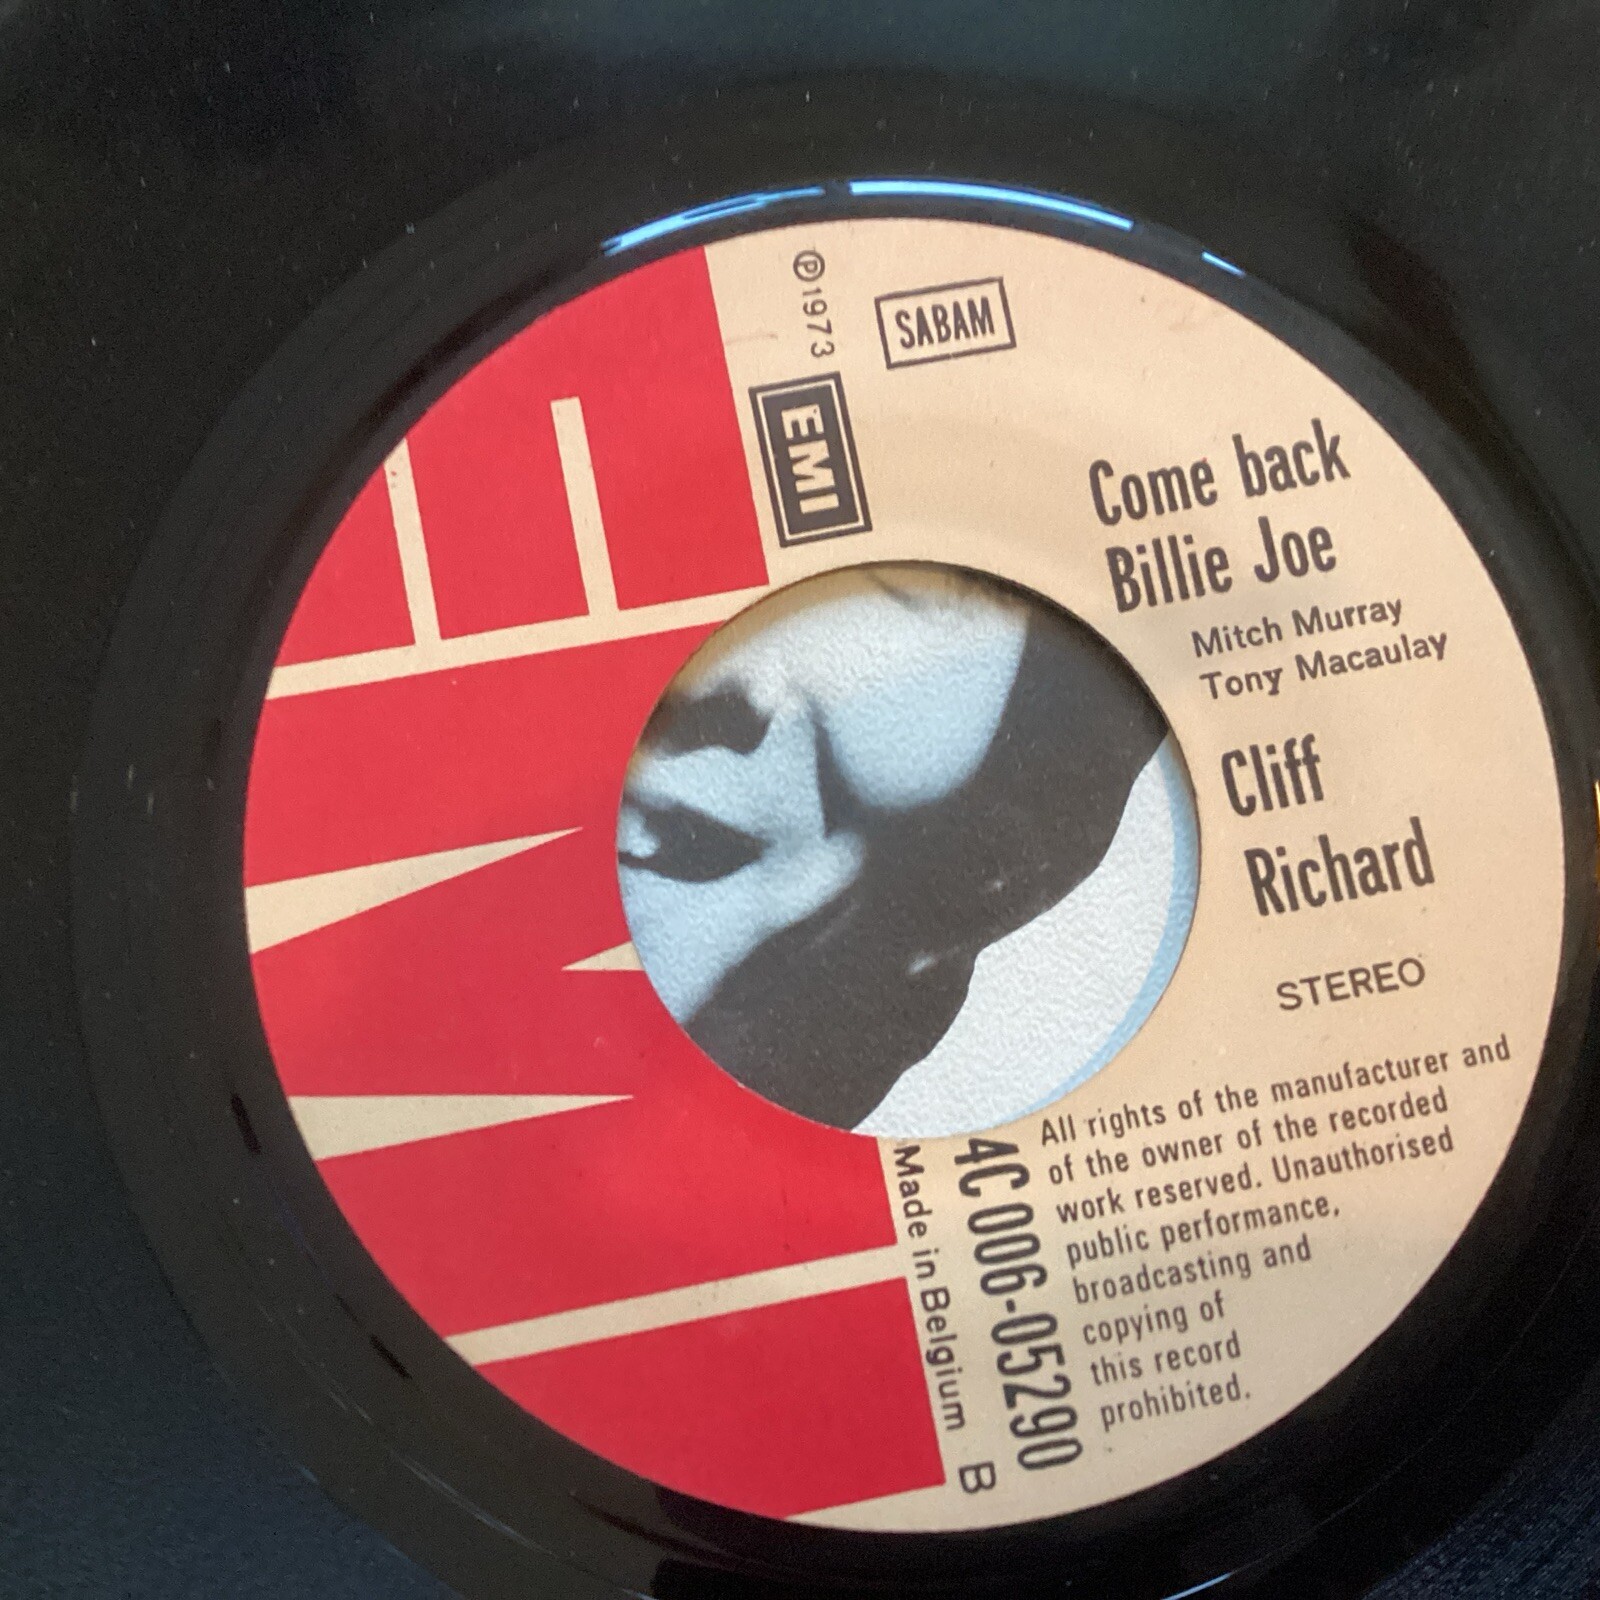 ℗1973
EMI
SABAM
Come back
Billie Joe
Mitch Murray
Tony Macaulay
Cliff
Richard
STEREO
All rights of the manufacturer and
of the owner of the recorded
work reserved. Unauthorised
public performance,
broadcasting and
copying of
this record
prohibited.
4C 006-05290
Made in Belgium B
EMI